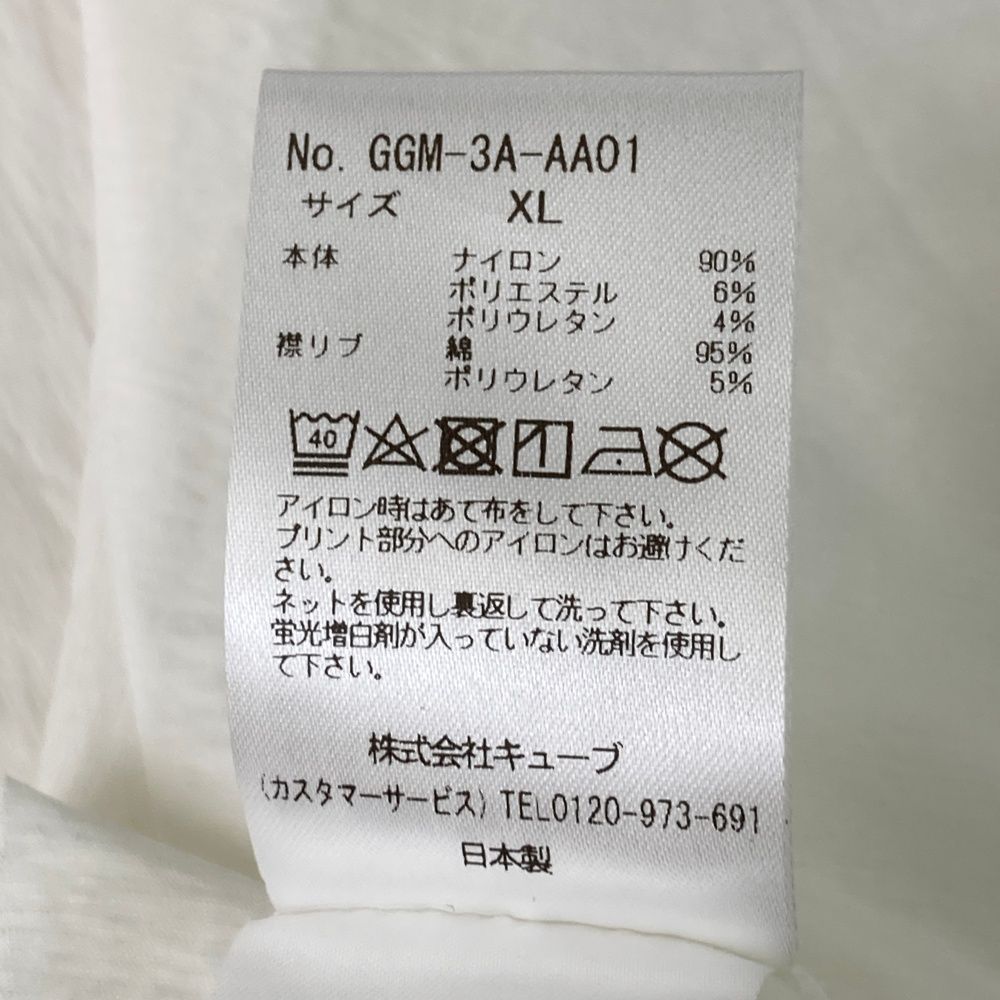 No. GGM-3A-AA01
サイズ XL
本体 ナイロン 90%
ポリエステル 6%
ポリウレタン 4%
襟リブ 綿 95%
ポリウレタン 5%
40
アイロン時はあて布をして下さい。
プリント部分へのアイロンはお避けくだ
さい。
ネットを使用し裏返して洗って下さい。
蛍光増白剤が入っていない洗剤を使用し
て下さい。
株式会社キューブ
(カスタマーサービス) TEL0120-973-691
日本製